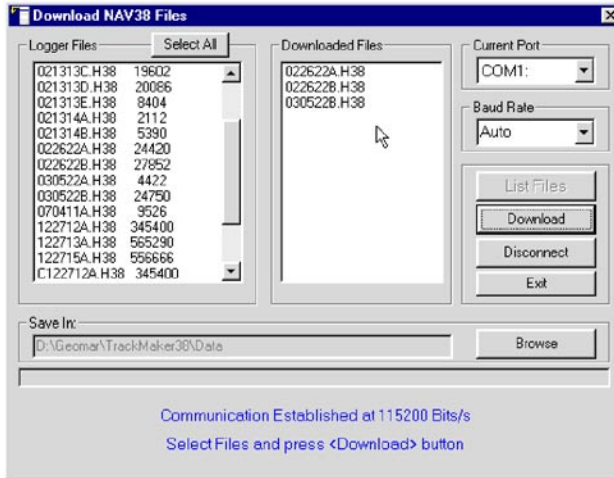 Download NAV38 Files
Logger Files
Select All
021313C.H38 19602
021313D.H38 20086
021313E.H38 8404
021314A.H38 2112
021314B.H38 5390
022622A.H38 24420
022622B.H38 27852
030522A.H38 4422
030522B.H38 24750
070411A.H38 9526
122712A.H38 345400
122713A.H38 565290
122715A.H38 556666
C122712A.H38 345400
Downloaded Files
022622A.H38
022622B.H38
030522B.H38
Current Port
COM1:
Baud Rate
Auto
List Files
Download
Disconnect
Exit
Save In:
D:\Geomar\TrackMaker38\Data
Browse
Communication Established at 115200 Bits/s
Select Files and press <Download> button